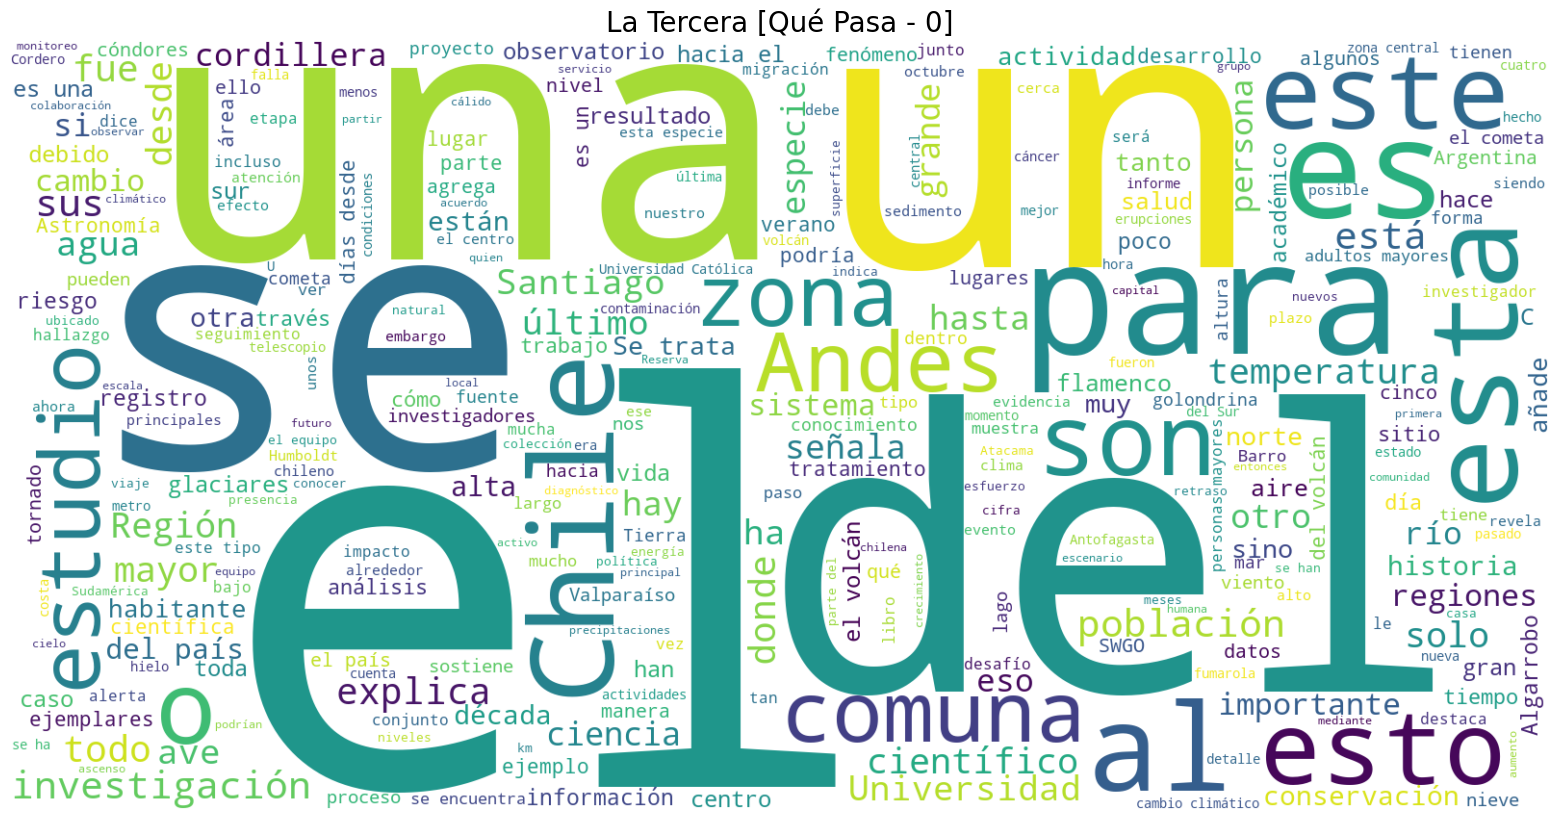 La Tercera [Qué Pasa - 0]
monitoreo
Cordero
cóndores
fue
cordillera
proyecto
observatorio
hacia el
fenómeno
junto
actividad
desarrollo
algunos
zona central
tienen
cuatro
es una
colaboración
si
dice
observar
desde
área
ello
falla
menos
etapa
partir
cálido
servicio
nivel
migración
octubre
grupo
cerca
este
hecho
una
un
es un
resultado
esta especie
especie
debe
grande
central
superficie
cáncer
será
persona
académico
es
el cometa
Argentina
siendo
debido
cambio
climático
sus
Astronomía
agua
incluso
atención
sur
efecto
días desde
condiciones
lugar
parte
agrega
acuerdo
están
el centro
quien
última
nuestro
verano
volcán
podría
sedimento
mejor
tanto
informe
salud
erupciones
poco
posible
hace
forma
está
adultos mayores
pueden
riesgo
ubicado
hallazgo
U
cometa
ver
otra
través
seguimiento
telescopio
unos
natural
embargo
se
Universidad Católica
Santiago
contaminación
último
trabajo
Se trata
Reserva
zona
indica
lugares
hasta
dentro
Andes
hora
capital
para
fueron
altura
nuevos
plazo
investigador
C
esta
añade
estudio
ahora
escala
registro
principales
futuro
local
cómo
fuente
investigadores
mucha
colección
era
ese
nos
Chile
sistema
tipo
conocimiento
señala
tratamiento
evidencia
momento
muestra
flamenco
muy
golondrina
del Sur
temperatura
cinco
primera
sitio
norte
Barro
entonces
estado
comunidad
tornado
el equipo
Humboldt
chileno
conocer
viaje
metro
glaciares
presencia
alta
hacia
diagnóstico
largo
vida
hay
paso
Atacama
clima
esfuerzo
cifra
evento
son
retraso
personas mayores
aire
otro
sino
mar
del volcán
día
tiene
revela
pasado
río
Región
este tipo
equipo
mayor
bajo
Sudamérica
costa
habitante
científica
del país
cielo
hielo
toda
impacto
alrededor
análisis
activo
mucho
Tierra
energía
política
principal
Valparaíso
precipitaciones
ha
donde
chilena
el volcán
qué
parte del
libro
crecimiento
lago
Antofagasta
escenario
meses
humana
se han
viento
alto
historia
regiones
casa
le
solo
nueva
el
del
población
SWGO
datos
desafío
eso
fumarola
gran
Algarrobo
tiempo
caso
alerta
ejemplares
o
podrían
se ha
todo
ave
ascenso
investigación
el país
cuenta
explica
sostiene
han
vez
actividades
manera
tan
conjunto
niveles
década
km
ciencia
ejemplo
proceso
se encuentra
información
centro
comuna
científico
Universidad
al
importante
mediante
destaca
detalle
esto
aumento
cambio climático
conservación
nieve